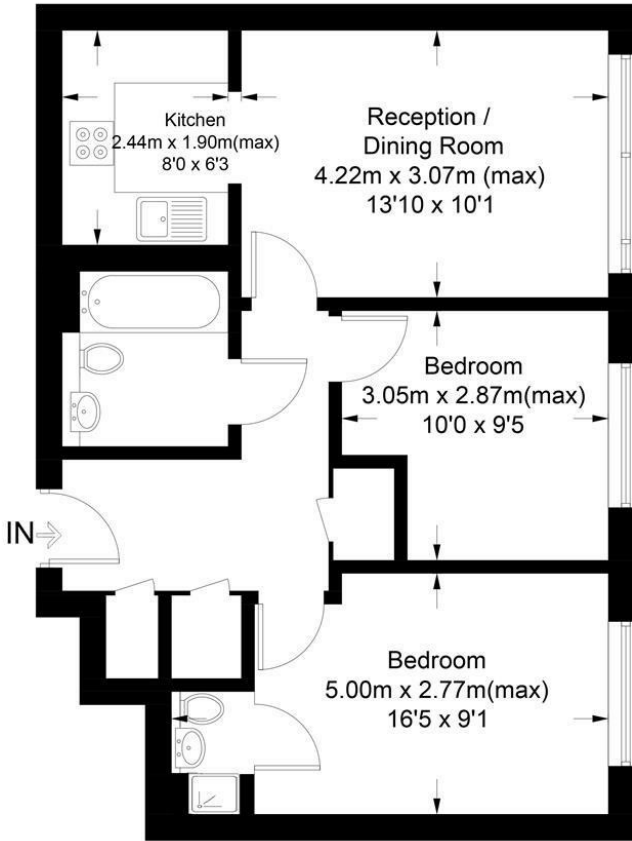 Kitchen
2.44m x 1.90m(max)
8'0 x 6'3
Reception /
Dining Room
4.22m x 3.07m (max)
13'10 x 10'1
Bedroom
3.05m x 2.87m(max)
10'0 x 9'5
IN
Bedroom
5.00m x 2.77m(max)
16'5 x 9'1